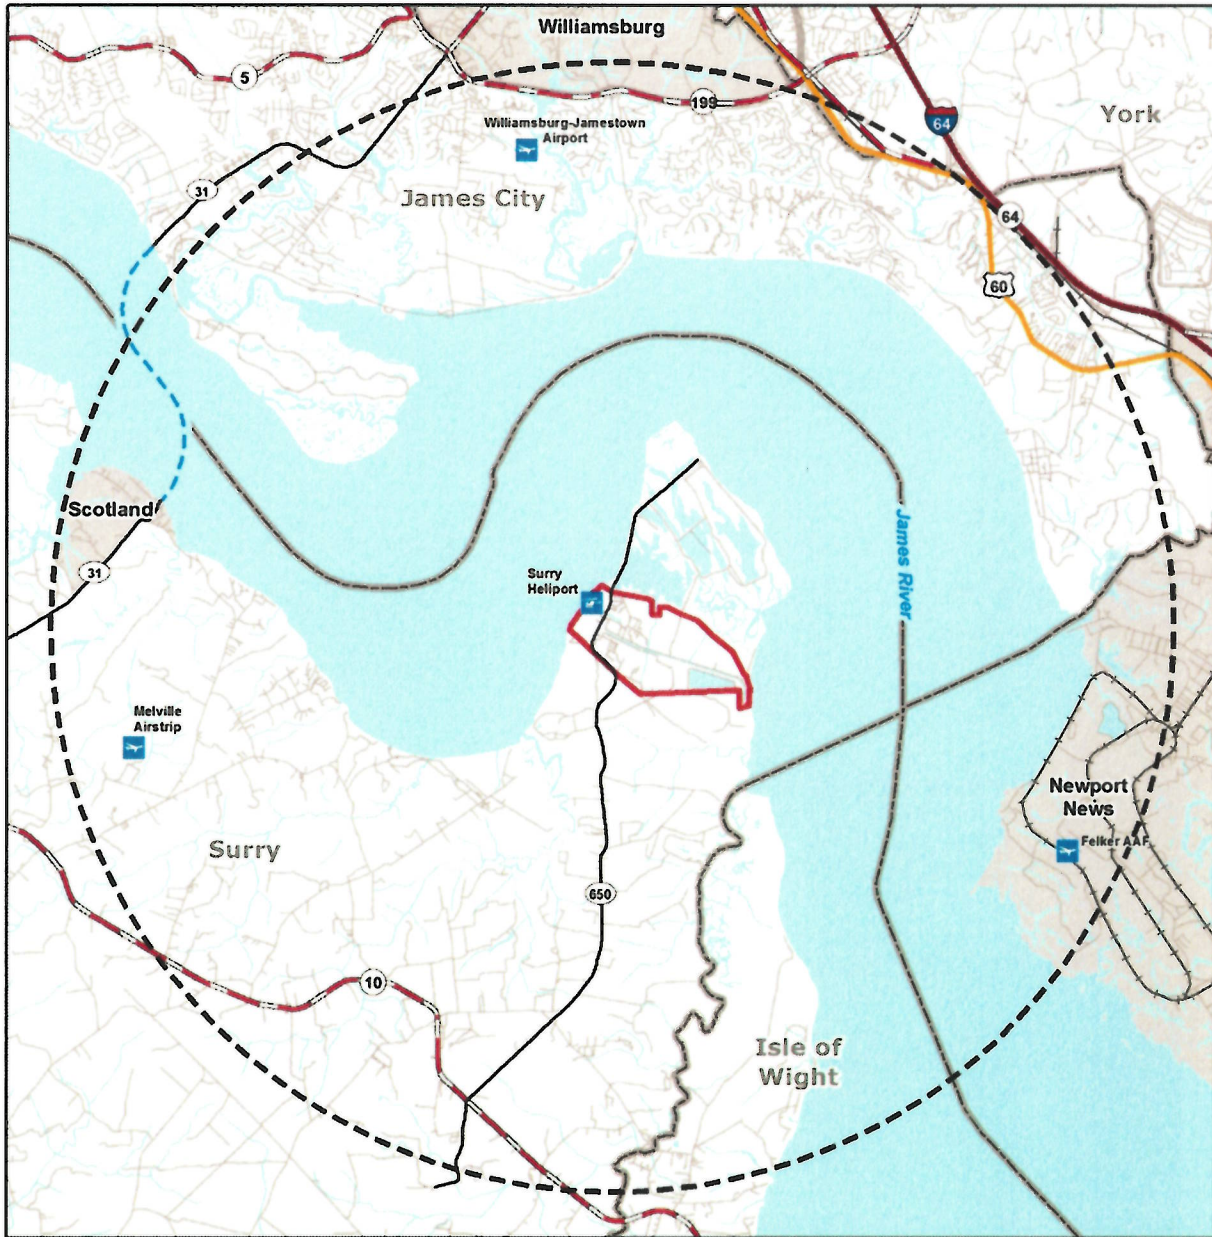 Williamsburg
5
199
64
York
Williamsburg-Jamestown
Airport
31
James City
64
60
Scotland
James River
31
Surry
Heliport
Melville
Airstrip
Newport
News
Felker AAF
Surry
650
10
Isle of
Wight